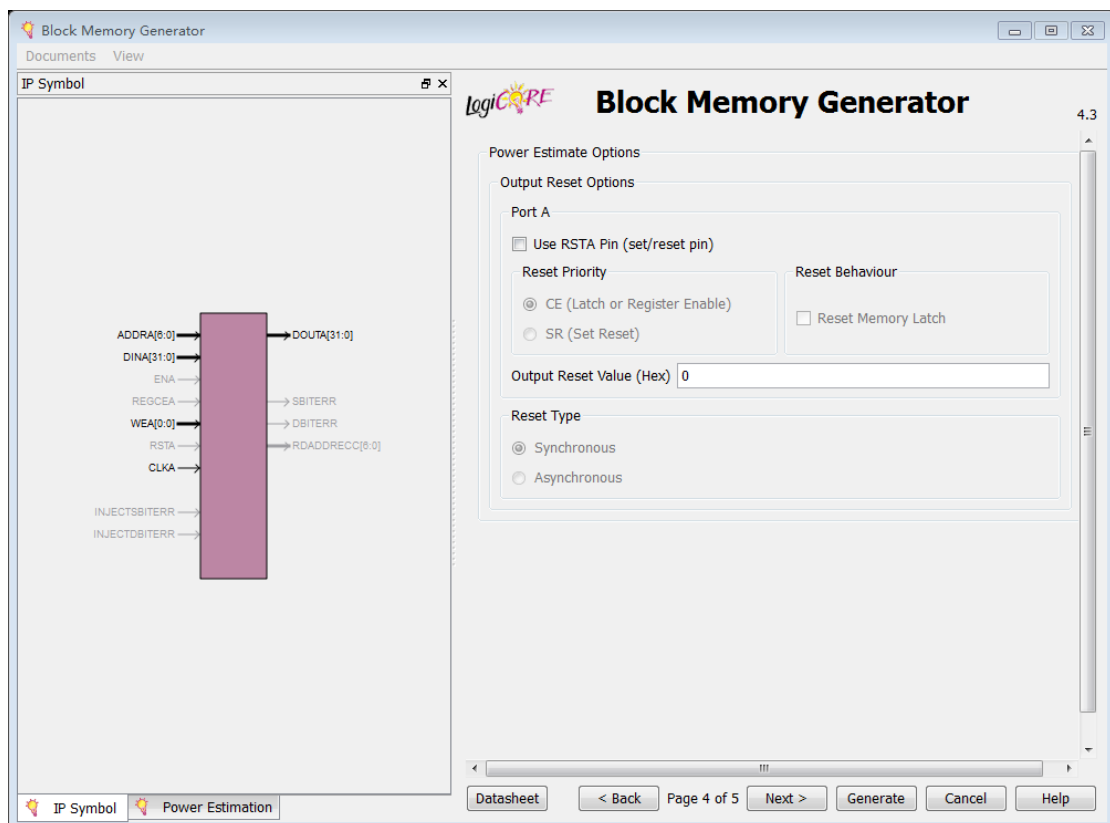 Block Memory Generator
Documents View
IP Symbol
ADDRA[6:0]
DINA[31:0]
ENA
REGCEA
WEA[0:0]
RSTA
CLKA
INJECTSBITERR
INJECTDBITERR
DOUTA[31:0]
SBITERR
DBITERR
RDADDRECC[6:0]
IP Symbol
Power Estimation
logiCORE
Block Memory Generator
4.3
Power Estimate Options
Output Reset Options
Port A
Use RSTA Pin (set/reset pin)
Reset Priority
CE (Latch or Register Enable)
SR (Set Reset)
Reset Behaviour
Reset Memory Latch
Output Reset Value (Hex) 0
Reset Type
Synchronous
Asynchronous
Datasheet
< Back
Page 4 of 5
Next >
Generate
Cancel
Help